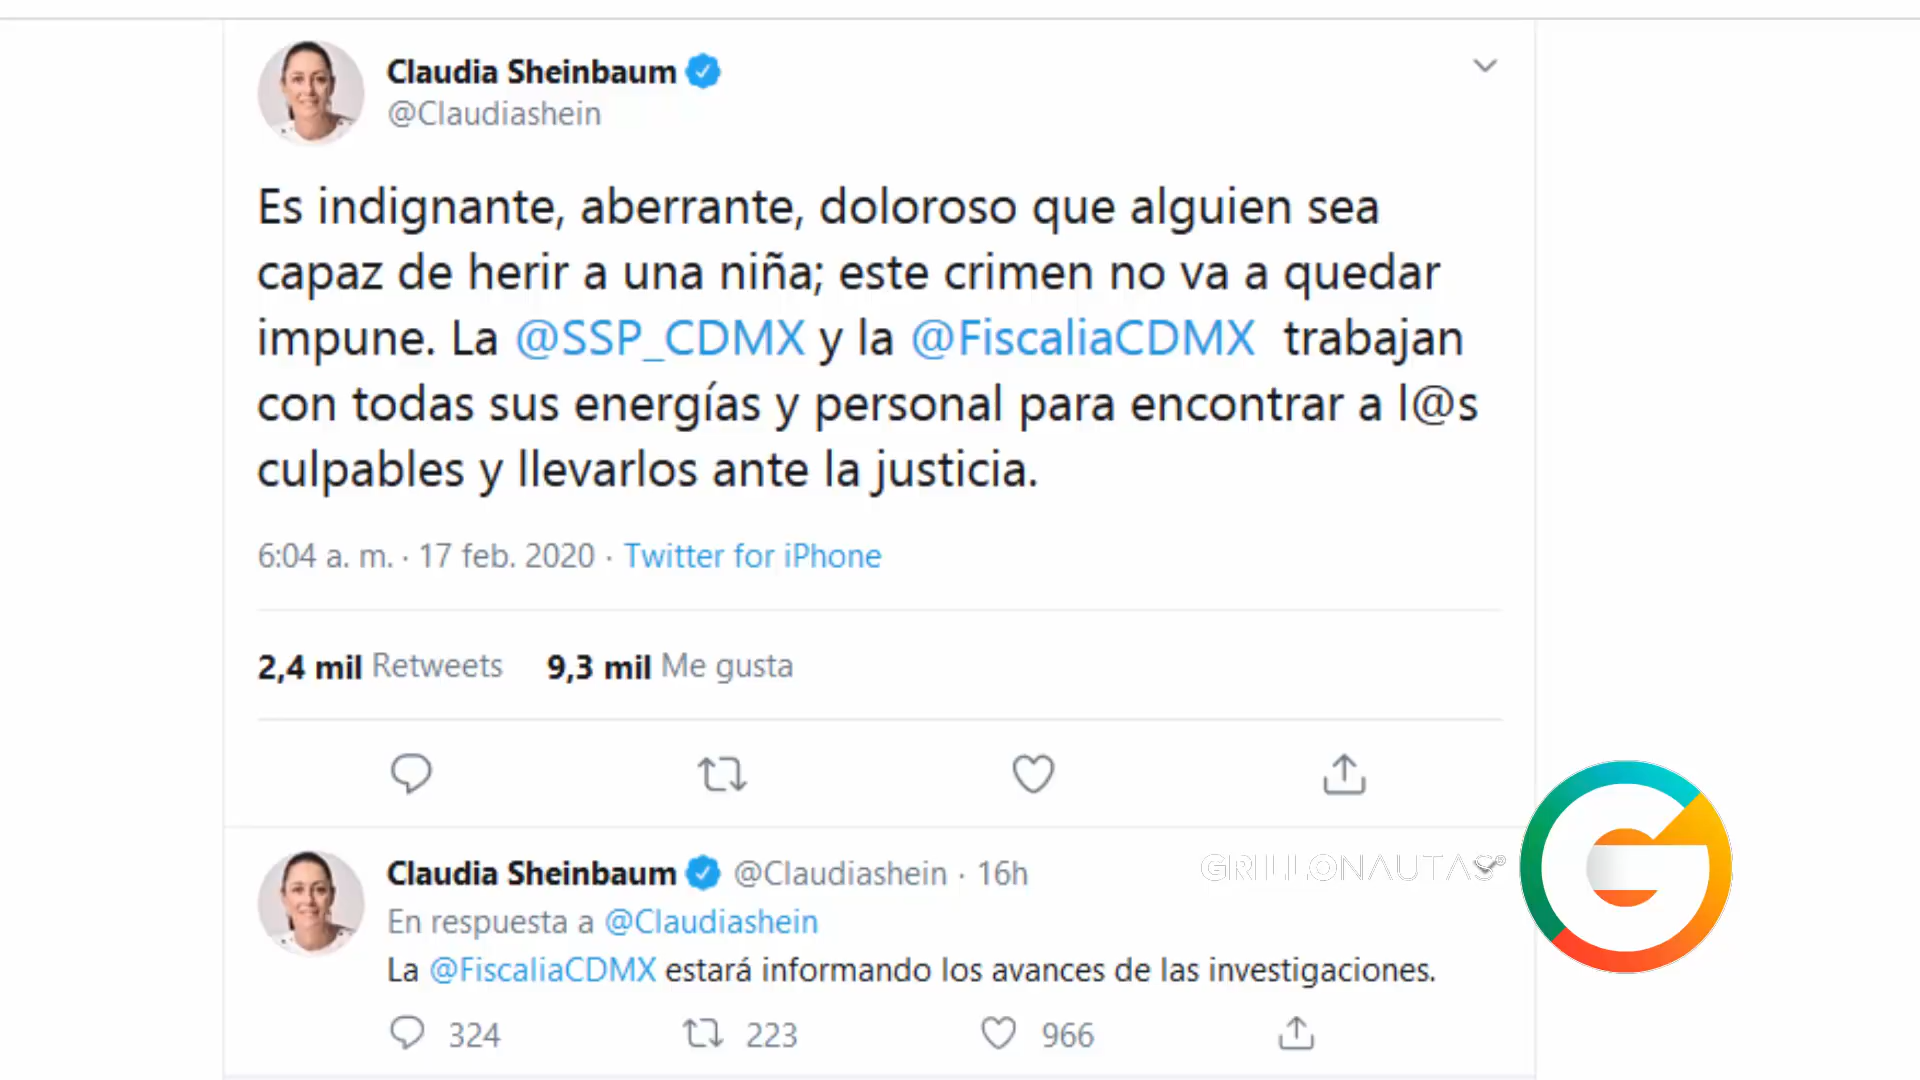 Claudia Sheinbaum
@Claudiashein
Es indignante, aberrante, doloroso que alguien sea
capaz de herir a una niña; este crimen no va a quedar
impune. La @SSP_CDMX y la @FiscaliaCDMX trabajan
con todas sus energías y personal para encontrar a l@s
culpables y llevarlos ante la justicia.
6:04 a. m. · 17 feb. 2020 · Twitter for iPhone
2,4 mil Retweets 9,3 mil Me gusta
Claudia Sheinbaum @Claudiashein · 16h
En respuesta a @Claudiashein
La @FiscaliaCDMX estará informando los avances de las investigaciones.
324 223 966
GRILLONAUTAS®
G